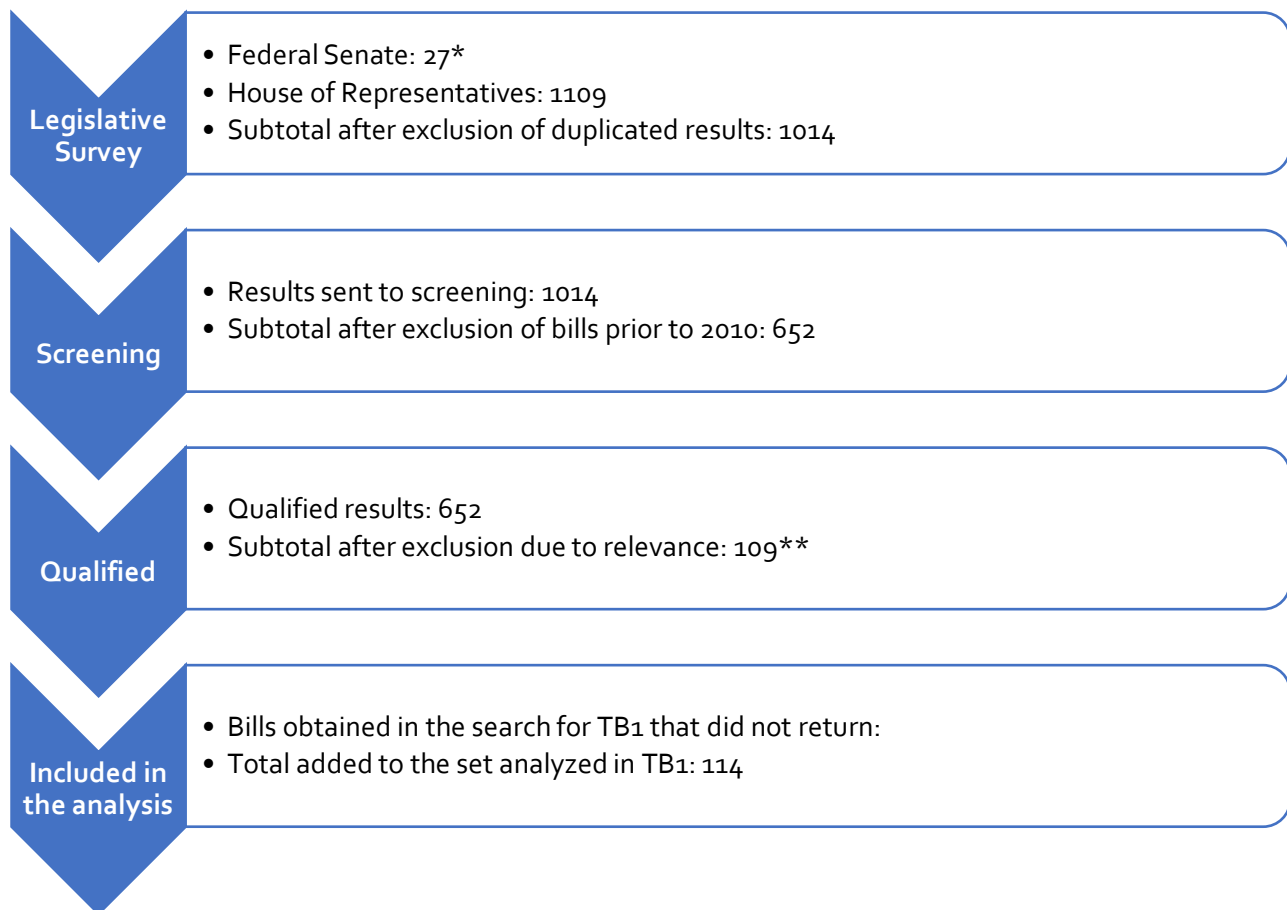 Legislative
Survey
• Federal Senate: 27*
• House of Representatives: 1109
• Subtotal after exclusion of duplicated results: 1014
Screening
• Results sent to screening: 1014
• Subtotal after exclusion of bills prior to 2010: 652
Qualified
• Qualified results: 652
• Subtotal after exclusion due to relevance: 109**
Included in
the analysis
• Bills obtained in the search for TB1 that did not return:
• Total added to the set analyzed in TB1: 114